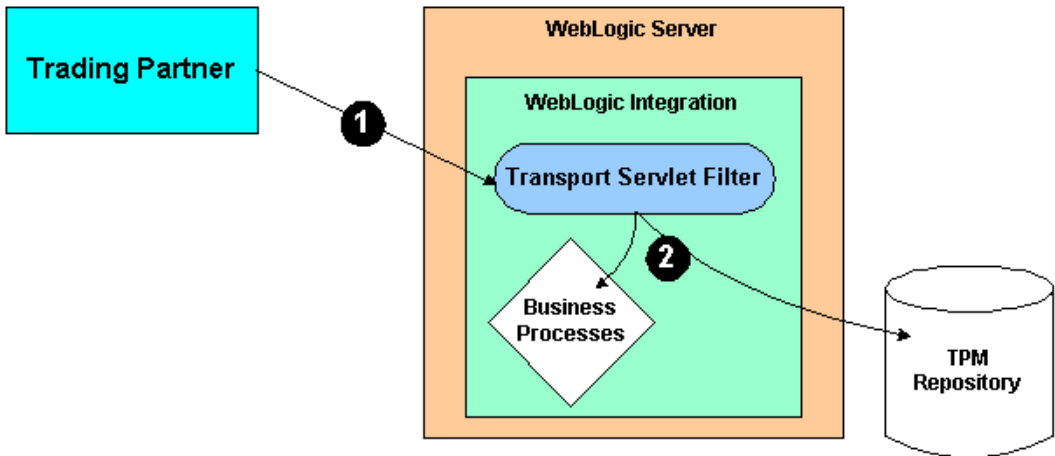 Trading Partner
WebLogic Server
WebLogic Integration
1
Transport Servlet Filter
2
Business
Processes
TPM
Repository